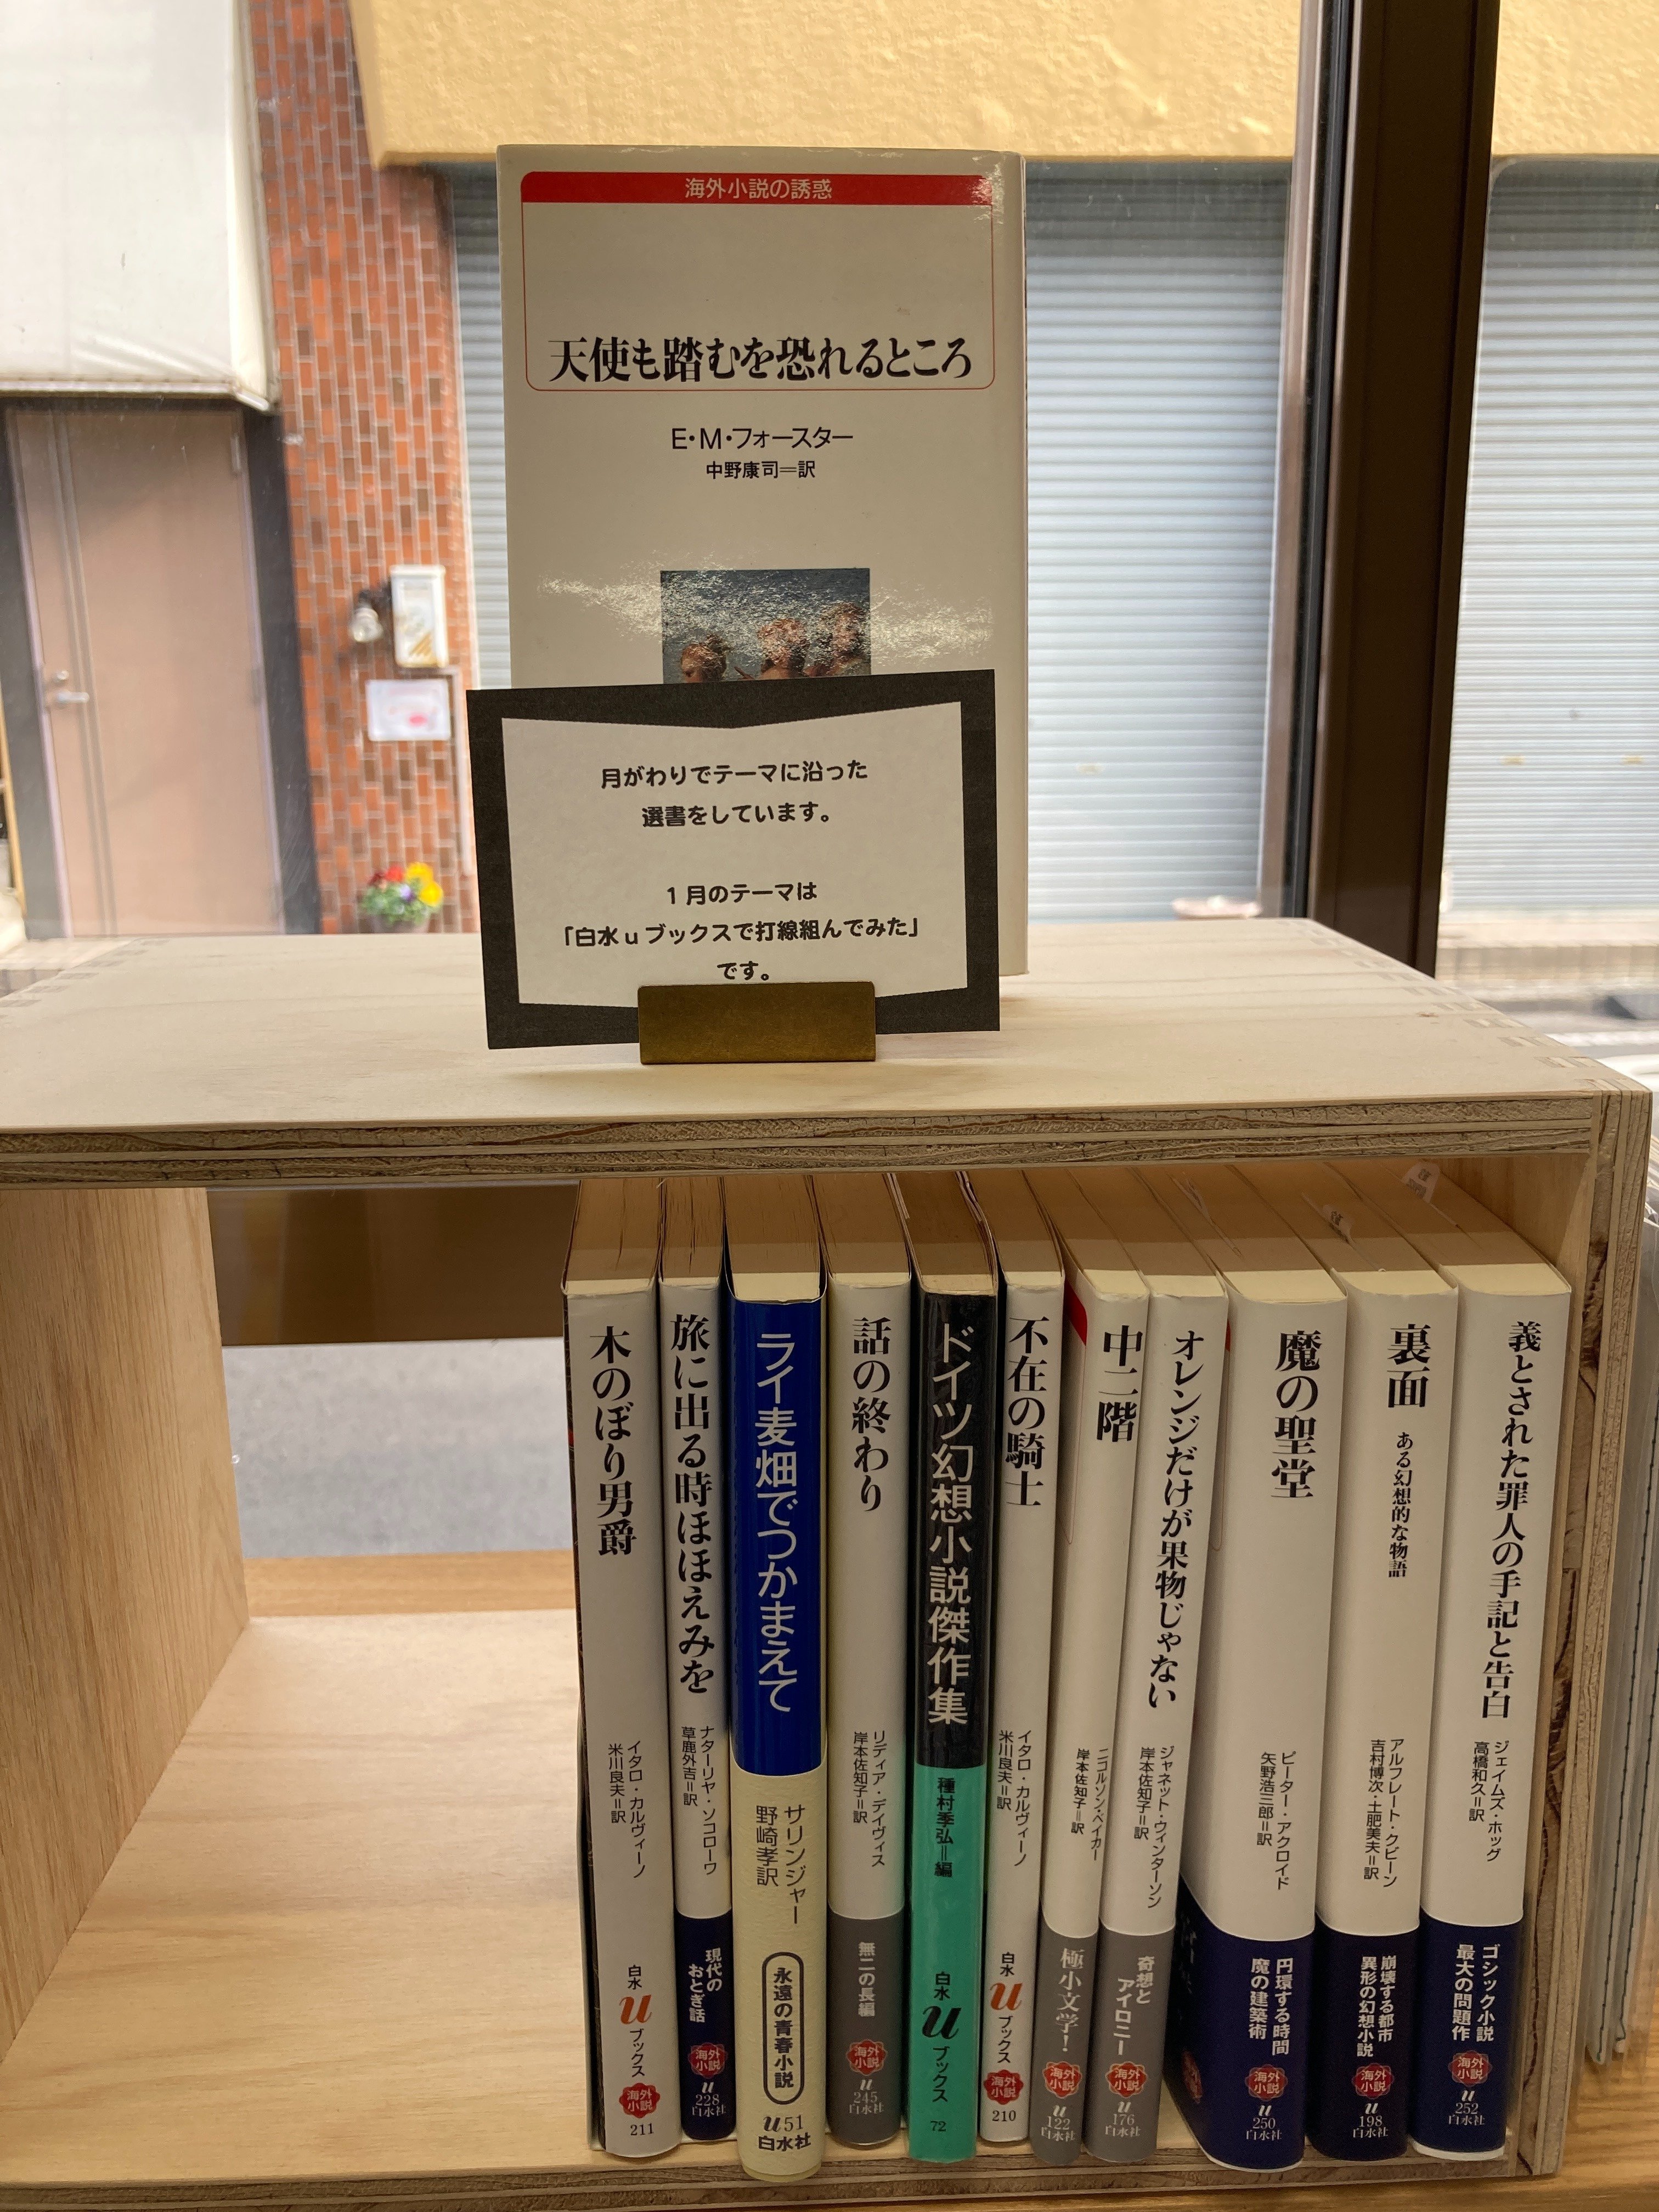 海外小説の誘惑
天使も踏むを恐れるところ
E・M・フォースター
中野康司＝訳
月がわりでテーマに沿った
選書をしています。
1月のテーマは
「白水uブックスで打線組んでみた」
です。
木のぼり男爵
イタロ・カルヴィーノ
米川良夫＝訳
白水
u
ブックス
海外
小説
211
旅に出る時ほほえみを
ナターリヤ・ソコローワ
草鹿外吉＝訳
現代の
おとぎ話
海外
小説
u
228
白水社
ライ麦畑でつかまえて
サリンジャー
野崎孝訳
永遠の青春小説
u51
白水社
話の終わり
リディア・デイヴィス
岸本佐知子＝訳
無二の長編
海外
小説
u
245
白水社
ドイツ幻想小説傑作集
種村季弘＝編
白水
u
ブックス
72
不在の騎士
イタロ・カルヴィーノ
米川良夫＝訳
白水
u
ブックス
海外
小説
210
中二階
ニコルソン・ベイカー
岸本佐知子＝訳
極小文学！
海外
小説
u
122
白水社
オレンジだけが果物じゃない
ジャネット・ウィンターソン
岸本佐知子＝訳
奇想と
アイロニー
海外
小説
u
176
白水社
魔の聖堂
ピーター・アクロイド
矢野浩三郎＝訳
円環する時間
魔の建築術
海外
小説
u
250
白水社
裏面
ある幻想的な物語
アルフレート・クビーン
吉村博次・土肥美夫＝訳
崩壊する都市
異形の幻想小説
海外
小説
u
198
白水社
義とされた罪人の手記と告白
ジェイムズ・ホッグ
高橋和久＝訳
ゴシック小説
最大の問題作
海外
小説
u
252
白水社